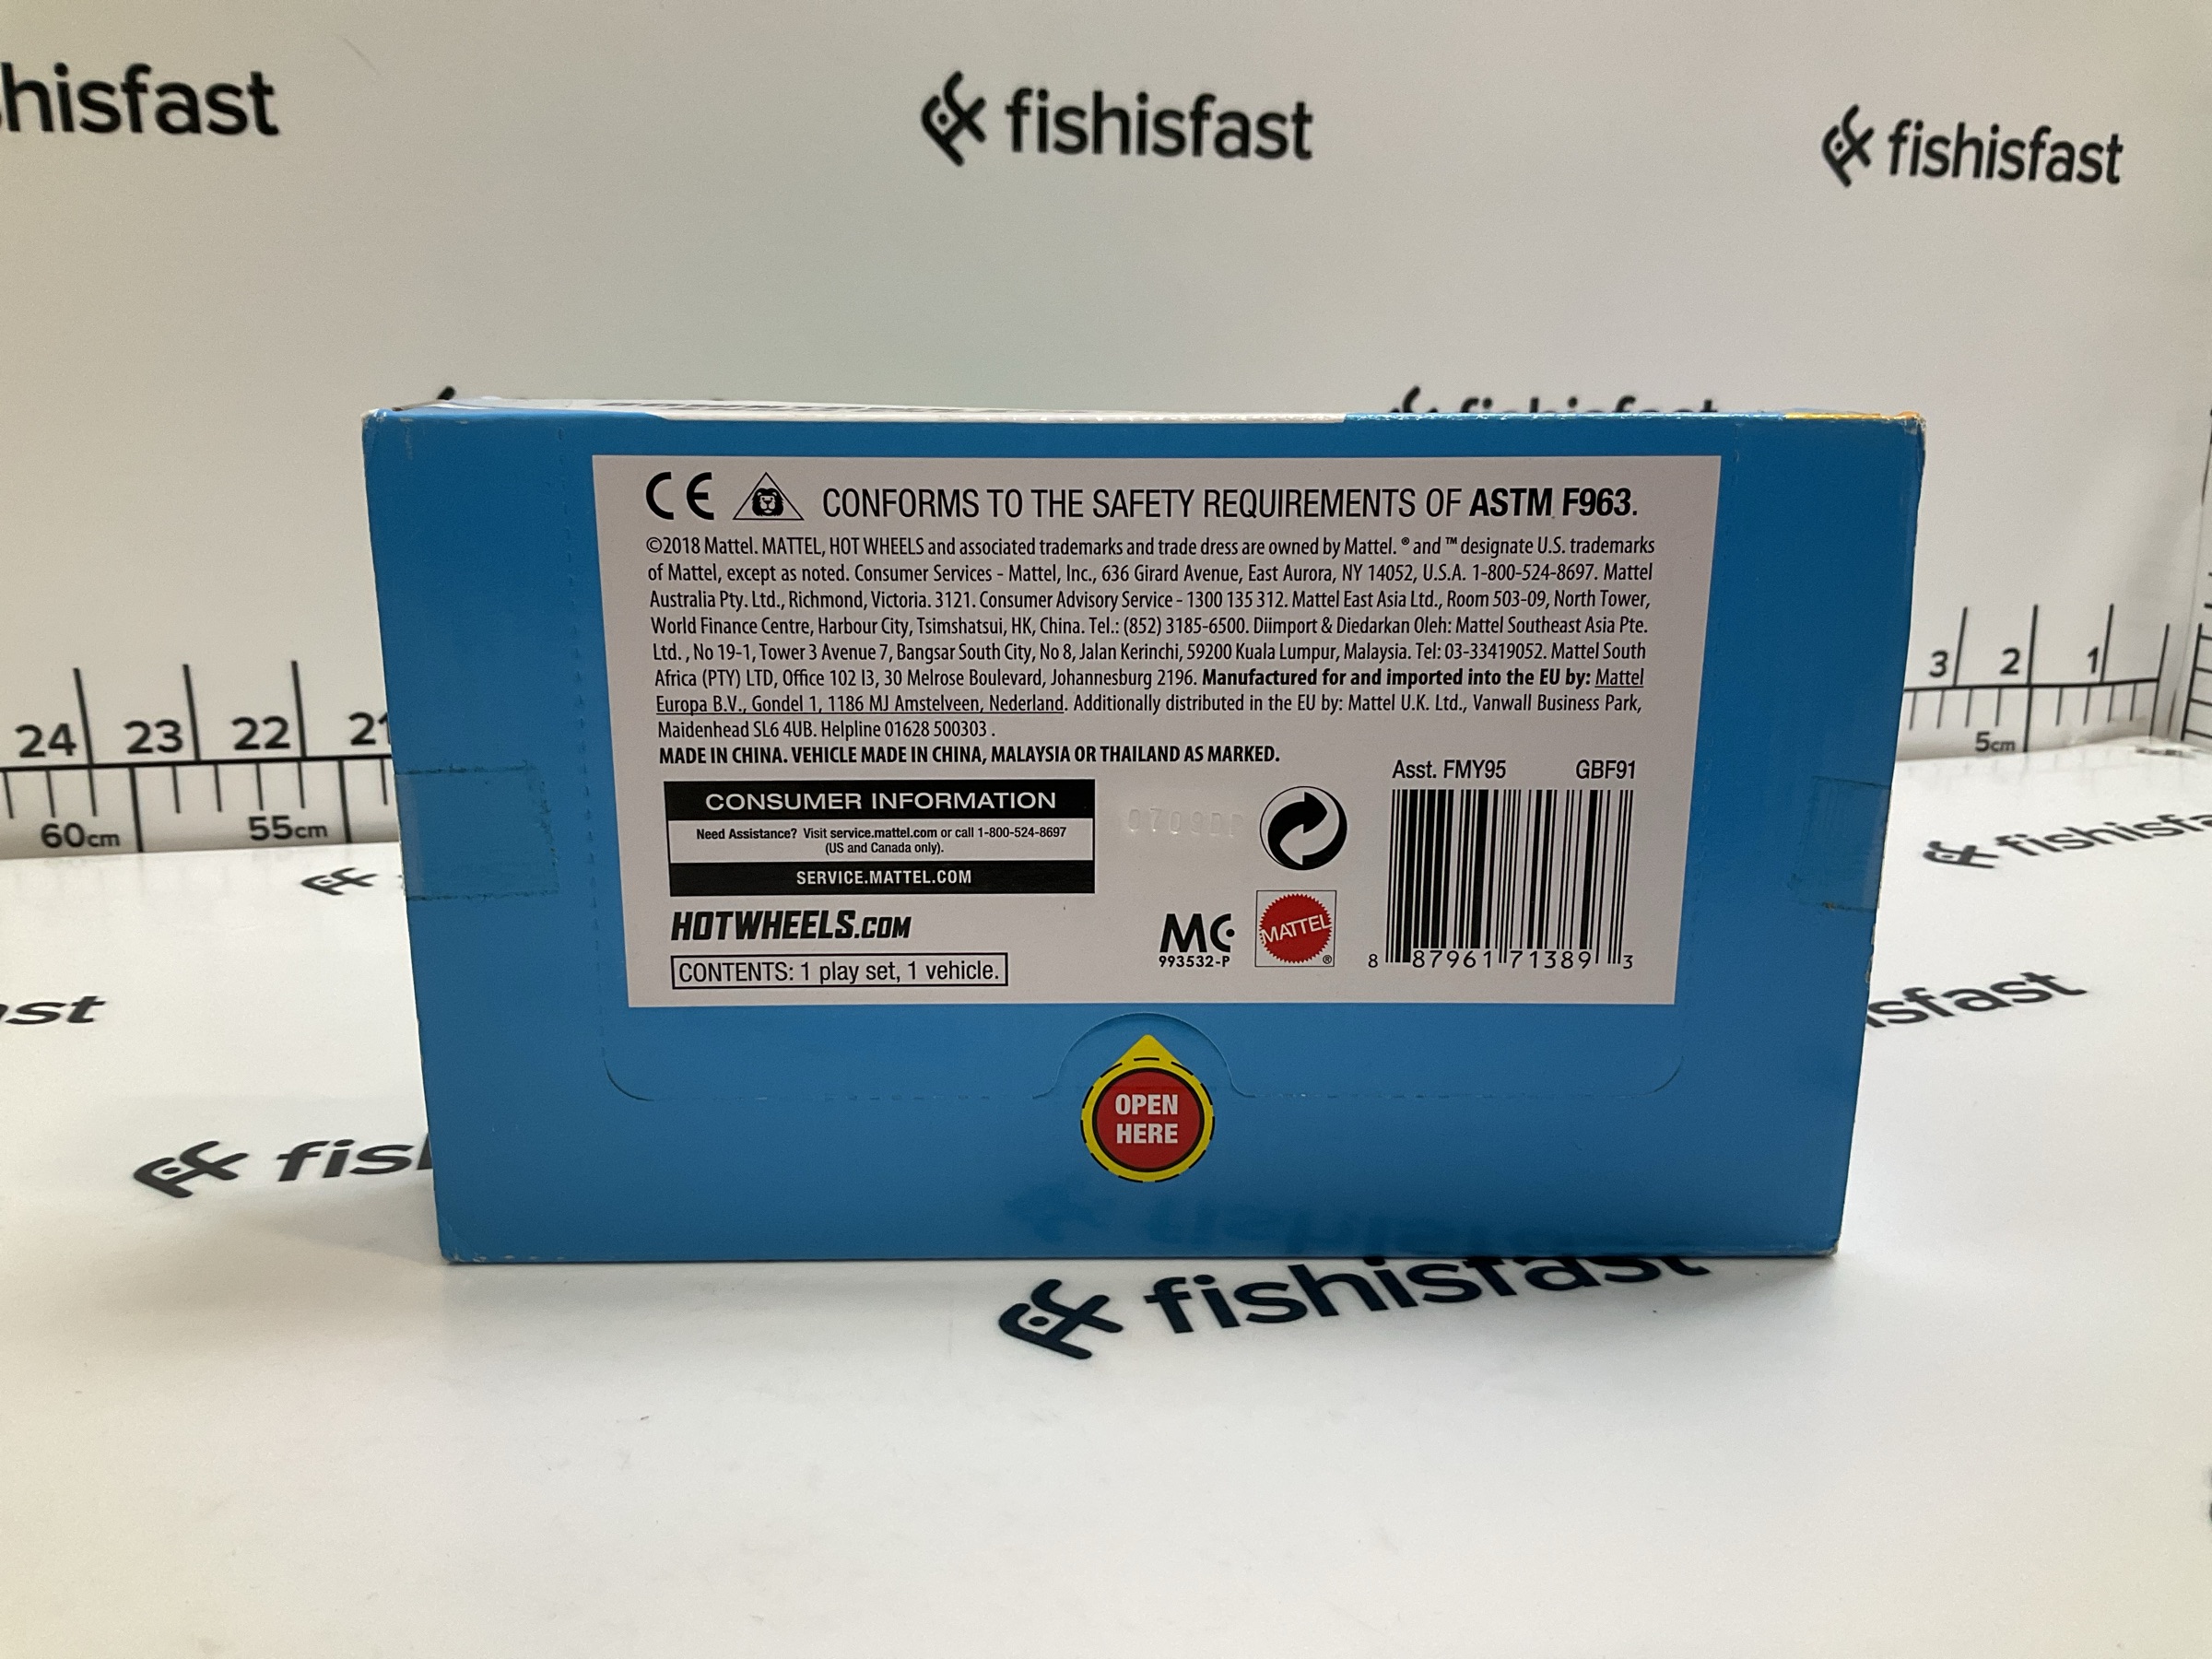 hisfast
fishisfast
fishisfast
CE CONFORMS TO THE SAFETY REQUIREMENTS OF ASTM F963.
©2018 Mattel. MATTEL, HOT WHEELS and associated trademarks and trade dress are owned by Mattel. ® and ™ designate U.S. trademarks
of Mattel, except as noted. Consumer Services - Mattel, Inc., 636 Girard Avenue, East Aurora, NY 14052, U.S.A. 1-800-524-8697. Mattel
Australia Pty. Ltd., Richmond, Victoria. 3121. Consumer Advisory Service - 1300 135 312. Mattel East Asia Ltd., Room 503-09, North Tower,
World Finance Centre, Harbour City, Tsimshatsui, HK, China. Tel.: (852) 3185-6500. Diimport & Diedarkan Oleh: Mattel Southeast Asia Pte.
Ltd. , No 19-1, Tower 3 Avenue 7, Bangsar South City, No 8, Jalan Kerinchi, 59200 Kuala Lumpur, Malaysia. Tel: 03-33419052. Mattel South
Africa (PTY) LTD, Office 102 I3, 30 Melrose Boulevard, Johannesburg 2196. Manufactured for and imported into the EU by: Mattel
Europa B.V., Gondel 1, 1186 MJ Amstelveen, Nederland. Additionally distributed in the EU by: Mattel U.K. Ltd., Vanwall Business Park,
Maidenhead SL6 4UB. Helpline 01628 500303 .
MADE IN CHINA. VEHICLE MADE IN CHINA, MALAYSIA OR THAILAND AS MARKED.
Asst. FMY95 GBF91
CONSUMER INFORMATION
Need Assistance? Visit service.mattel.com or call 1-800-524-8697
(US and Canada only).
SERVICE.MATTEL.COM
HOTWHEELS.COM
CONTENTS: 1 play set, 1 vehicle.
MC
993532-P
MATTEL ®
8 87961 71389 3
OPEN
HERE
24 23 22 21
60cm 55cm
3 2 1
5cm
fishisfa
ast
sfast
fis
fishisfast